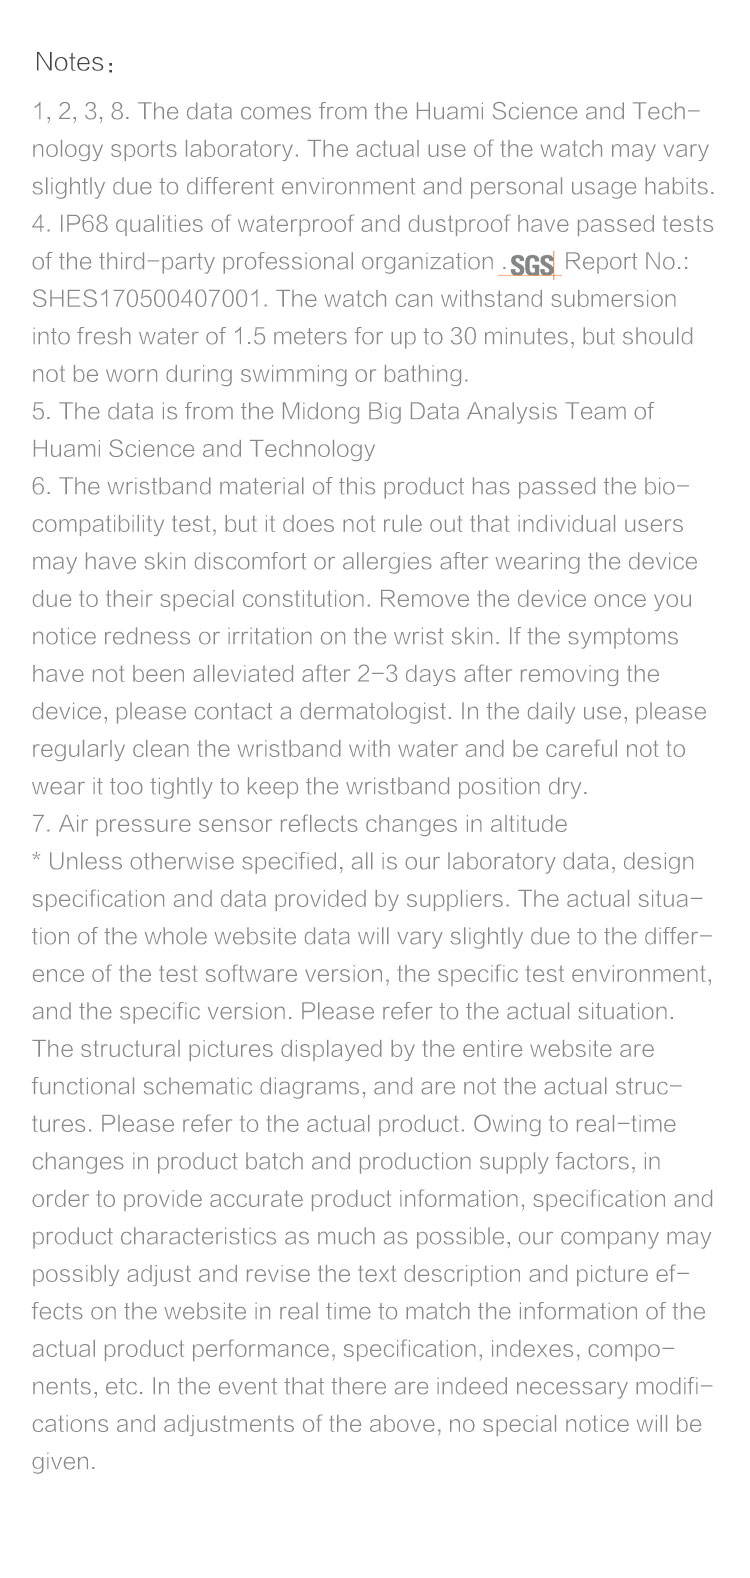 Notes：
1, 2, 3, 8. The data comes from the Huami Science and Tech-
nology sports laboratory. The actual use of the watch may vary
slightly due to different environment and personal usage habits.
4. IP68 qualities of waterproof and dustproof have passed tests
of the third-party professional organization .SGS Report No.:
SHES170500407001. The watch can withstand submersion
into fresh water of 1.5 meters for up to 30 minutes, but should
not be worn during swimming or bathing.
5. The data is from the Midong Big Data Analysis Team of
Huami Science and Technology
6. The wristband material of this product has passed the bio-
compatibility test, but it does not rule out that individual users
may have skin discomfort or allergies after wearing the device
due to their special constitution. Remove the device once you
notice redness or irritation on the wrist skin. If the symptoms
have not been alleviated after 2-3 days after removing the
device, please contact a dermatologist. In the daily use, please
regularly clean the wristband with water and be careful not to
wear it too tightly to keep the wristband position dry.
7. Air pressure sensor reflects changes in altitude
* Unless otherwise specified, all is our laboratory data, design
specification and data provided by suppliers. The actual situa-
tion of the whole website data will vary slightly due to the differ-
ence of the test software version, the specific test environment,
and the specific version. Please refer to the actual situation.
The structural pictures displayed by the entire website are
functional schematic diagrams, and are not the actual struc-
tures. Please refer to the actual product. Owing to real-time
changes in product batch and production supply factors, in
order to provide accurate product information, specification and
product characteristics as much as possible, our company may
possibly adjust and revise the text description and picture ef-
fects on the website in real time to match the information of the
actual product performance, specification, indexes, compo-
nents, etc. In the event that there are indeed necessary modifi-
cations and adjustments of the above, no special notice will be
given.